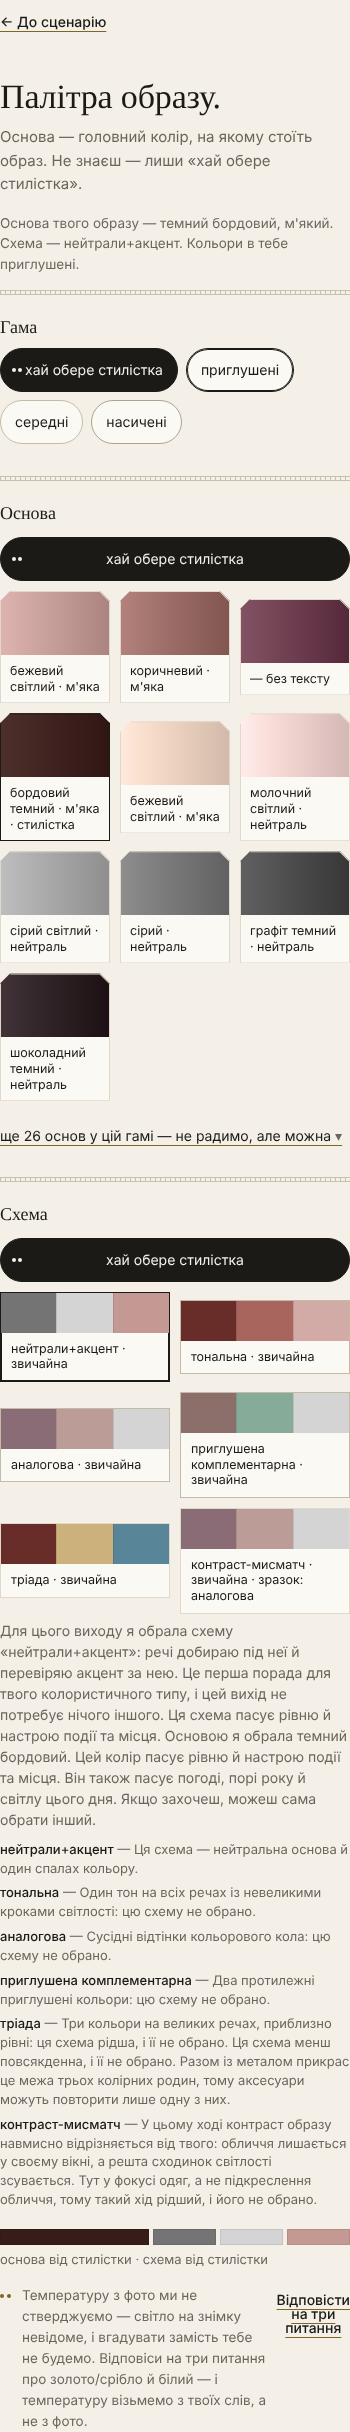 ← До сценарію
Палітра образу.
Основа — головний колір, на якому стоїть
образ. Не знаєш — лиши «хай обере
стилістка».
Основа твого образу — темний бордовий, м'який.
Схема — нейтрали+акцент. Кольори в тебе
приглушені.
Гама
хай обере стилістка
приглушені
середні
насичені
Основа
хай обере стилістка
бежевий
світлий · м'яка
коричневий ·
м'яка
— без тексту
бордовий
темний · м'яка
· стилістка
бежевий
світлий · м'яка
молочний
світлий ·
нейтраль
сірий світлий ·
нейтраль
сірий ·
нейтраль
графіт темний
· нейтраль
шоколадний
темний ·
нейтраль
ще 26 основ у цій гамі — не радимо, але можна ▾
Схема
хай обере стилістка
нейтрали+акцент ·
звичайна
тональна · звичайна
аналогова · звичайна
приглушена
комплементарна ·
звичайна
тріада · звичайна
контраст-мисматч ·
звичайна · зразок:
аналогова
Для цього виходу я обрала схему
«нейтрали+акцент»: речі добираю під неї й
перевіряю акцент за нею. Це перша порада для
твого колористичного типу, і цей вихід не
потребує нічого іншого. Ця схема пасує рівню й
настрою події та місця. Основою я обрала темний
бордовий. Цей колір пасує рівню й настрою події
та місця. Він також пасує погоді, порі року й
світлу цього дня. Якщо захочеш, можеш сама
обрати інший.
нейтрали+акцент — Ця схема — нейтральна основа й
один спалах кольору.
тональна — Один тон на всіх речах із невеликими
кроками світлості: цю схему не обрано.
аналогова — Сусідні відтінки кольорового кола: цю
схему не обрано.
приглушена комплементарна — Два протилежні
приглушені кольори: цю схему не обрано.
тріада — Три кольори на великих речах, приблизно
рівні: ця схема рідша, і її не обрано. Ця схема менш
повсякденна, і її не обрано. Разом із металом прикрас
це межа трьох колірних родин, тому аксесуари
можуть повторити лише одну з них.
контраст-мисматч — У цьому ході контраст образу
навмисно відрізняється від твого: обличчя лишається
у своєму вікні, а решта сходинок світлості
зсувається. Тут у фокусі одяг, а не підкреслення
обличчя, тому такий хід рідший, і його не обрано.
основа від стилістки · схема від стилістки
Температуру з фото ми не
стверджуємо — світло на знімку
невідоме, і вгадувати замість тебе
не будемо. Відповіси на три питання
про золото/срібло й білий — і
температуру візьмемо з твоїх слів, а
не з фото.
Відповісти
на три
питання